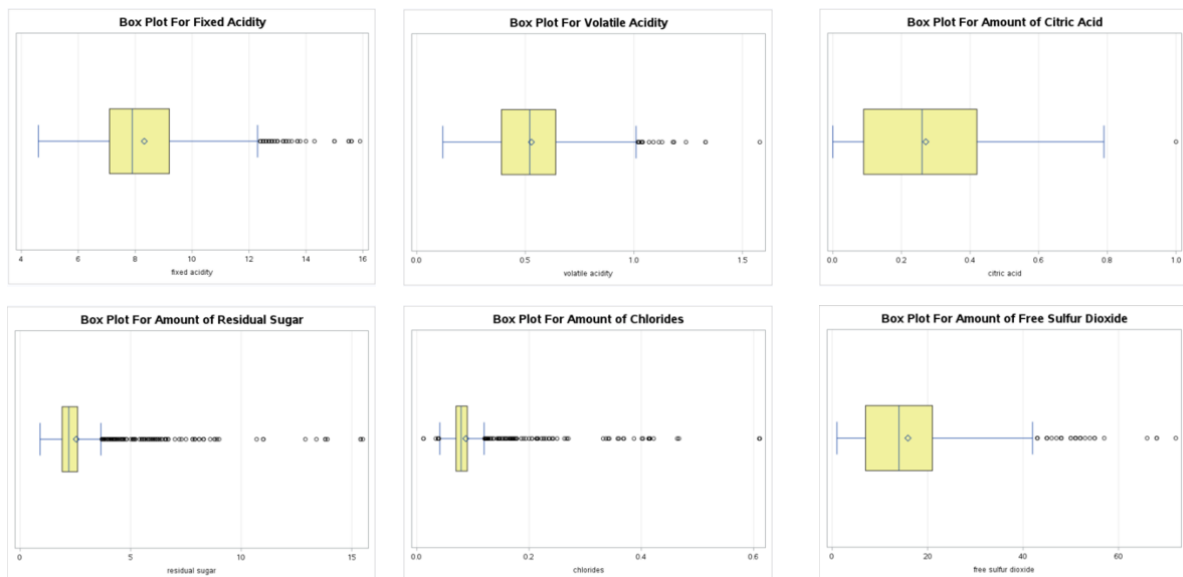 Box Plot For Fixed Acidity
4 6 8 10 12 14 16
fixed acidity
Box Plot For Volatile Acidity
0.0 0.5 1.0 1.5
volatile acidity
Box Plot For Amount of Citric Acid
0.0 0.2 0.4 0.6 0.8 1.0
citric acid
Box Plot For Amount of Residual Sugar
0 5 10 15
residual sugar
Box Plot For Amount of Chlorides
0.0 0.2 0.4 0.6
chlorides
Box Plot For Amount of Free Sulfur Dioxide
0 20 40 60
free sulfur dioxide